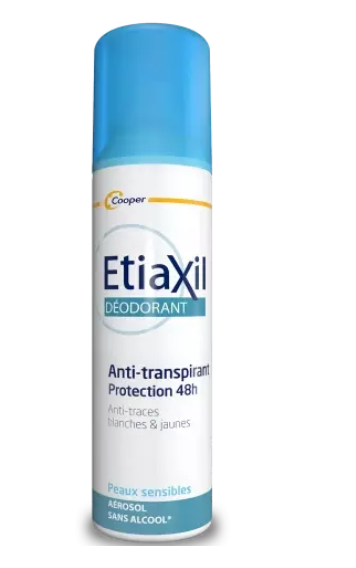 Cooper
EtiaXil
DÉODORANT
Anti-transpirant
Protection 48h
Anti-traces
blanches & jaunes
Peaux sensibles
AÉROSOL
SANS ALCOOL*